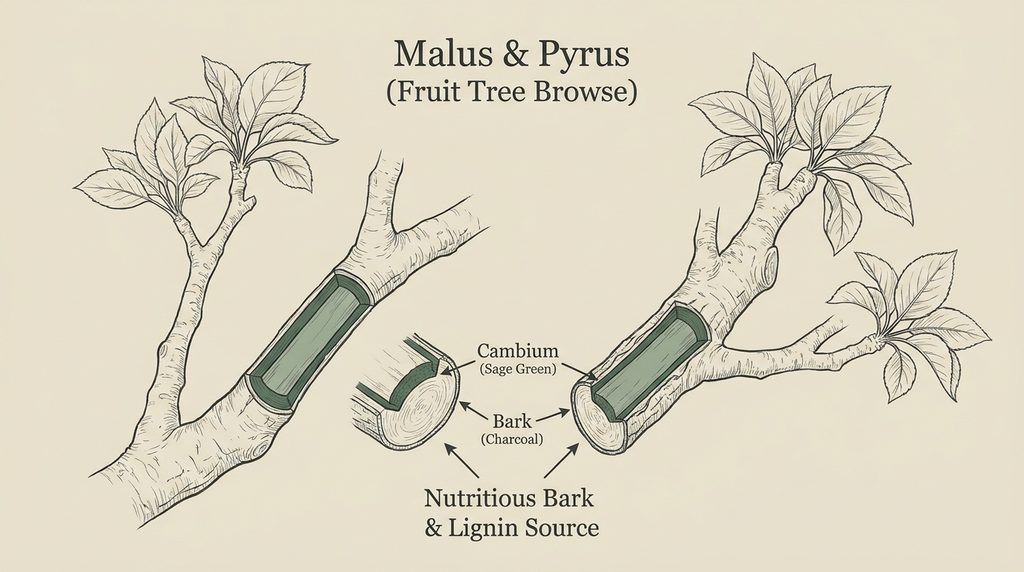 Malus & Pyrus
(Fruit Tree Browse)
Cambium
(Sage Green)
Bark
(Charcoal)
Nutritious Bark
& Lignin Source